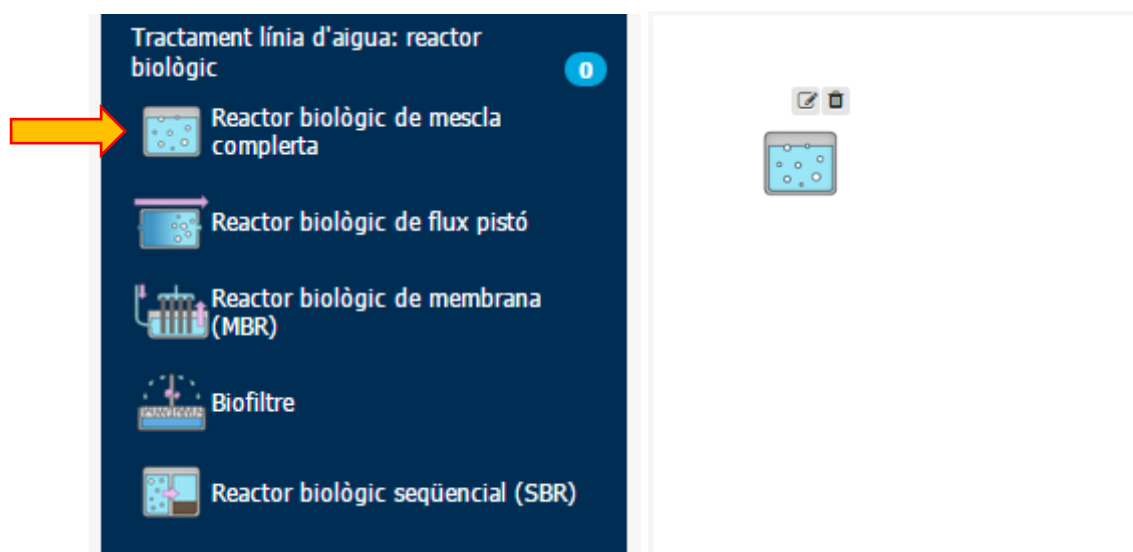 Tractament línia d'aigua: reactor
biològic
0
Reactor biològic de mescla
complerta
Reactor biològic de flux pistó
Reactor biològic de membrana
(MBR)
Biofiltre
Reactor biològic seqüencial (SBR)